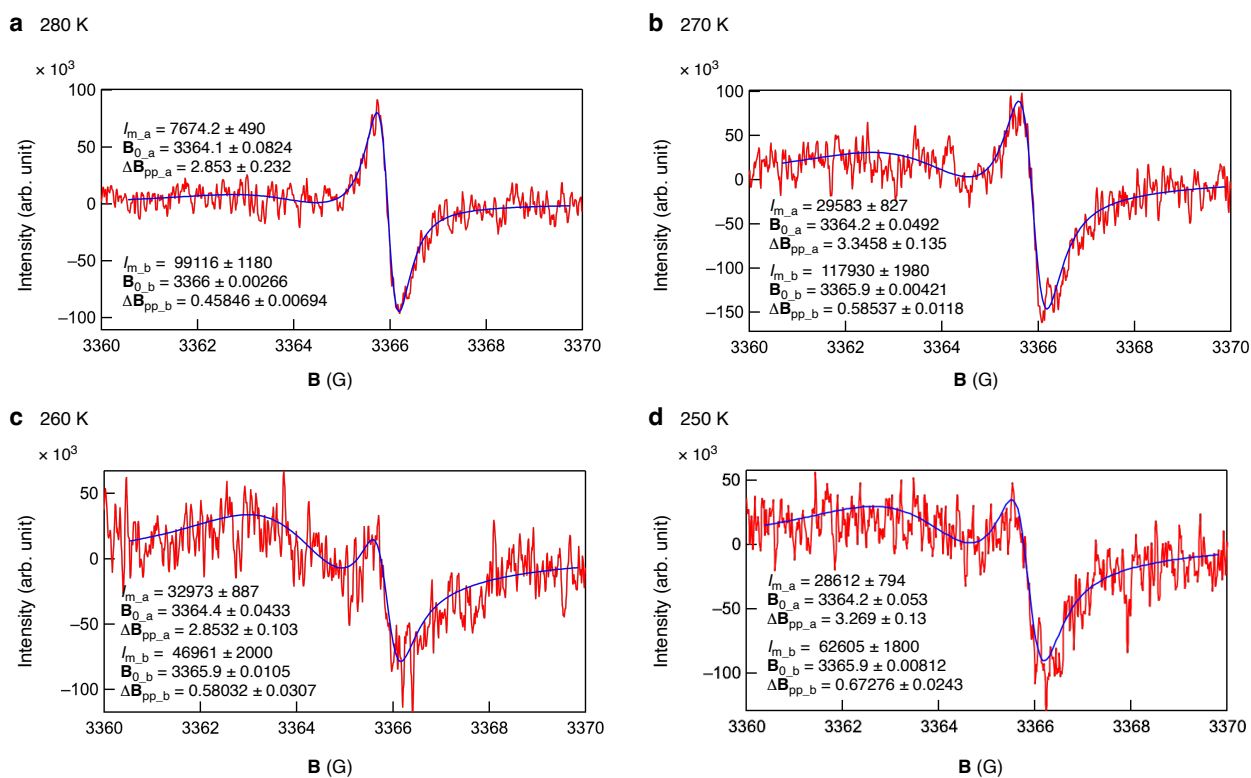 a 280 K
× 10³
100
50
0
−50
−100
Intensity (arb. unit)
I_m_a = 7674.2 ± 490
B_0_a = 3364.1 ± 0.0824
ΔB_pp_a = 2.853 ± 0.232
I_m_b = 99116 ± 1180
B_0_b = 3366 ± 0.00266
ΔB_pp_b = 0.45846 ± 0.00694
3360 3362 3364 3366 3368 3370
B (G)
b 270 K
× 10³
100
50
0
−50
−100
−150
Intensity (arb. unit)
I_m_a = 29583 ± 827
B_0_a = 3364.2 ± 0.0492
ΔB_pp_a = 3.3458 ± 0.135
I_m_b = 117930 ± 1980
B_0_b = 3365.9 ± 0.00421
ΔB_pp_b = 0.58537 ± 0.0118
3360 3362 3364 3366 3368 3370
B (G)
c 260 K
× 10³
50
0
−50
−100
Intensity (arb. unit)
I_m_a = 32973 ± 887
B_0_a = 3364.4 ± 0.0433
ΔB_pp_a = 2.8532 ± 0.103
I_m_b = 46961 ± 2000
B_0_b = 3365.9 ± 0.0105
ΔB_pp_b = 0.58032 ± 0.0307
3360 3362 3364 3366 3368 3370
B (G)
d 250 K
× 10³
50
0
−50
−100
Intensity (arb. unit)
I_m_a = 28612 ± 794
B_0_a = 3364.2 ± 0.053
ΔB_pp_a = 3.269 ± 0.13
I_m_b = 62605 ± 1800
B_0_b = 3365.9 ± 0.00812
ΔB_pp_b = 0.67276 ± 0.0243
3360 3362 3364 3366 3368 3370
B (G)